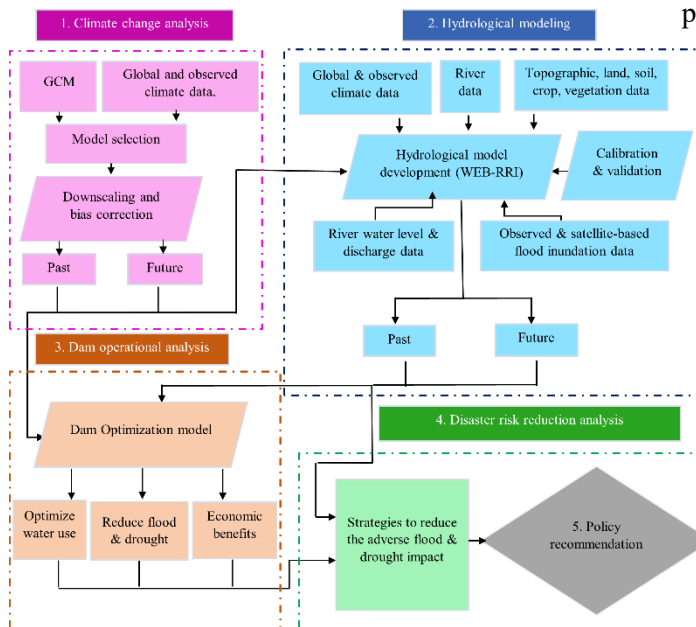 p
1. Climate change analysis
GCM
Global and observed
climate data.
Model selection
Downscaling and
bias correction
Past
Future
2. Hydrological modeling
Global & observed
climate data
River
data
Topographic, land, soil,
crop, vegetation data
Hydrological model
development (WEB-RRI)
Calibration
& validation
River water level &
discharge data
Observed & satellite-based
flood inundation data
Past
Future
3. Dam operational analysis
Dam Optimization model
Optimize
water use
Reduce flood
& drought
Economic
benefits
4. Disaster risk reduction analysis
Strategies to reduce
the adverse flood &
drought impact
5. Policy
recommendation